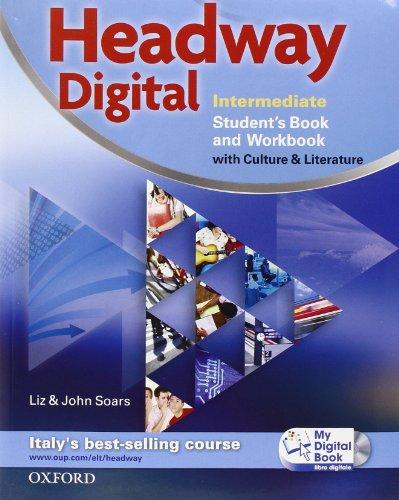 Headway
Digital
Intermediate
Student's Book
and Workbook
with Culture & Literature
Liz & John Soars
Italy's best-selling course
www.oup.com/elt/headway
My
Digital
Book
libro digitale
OXFORD